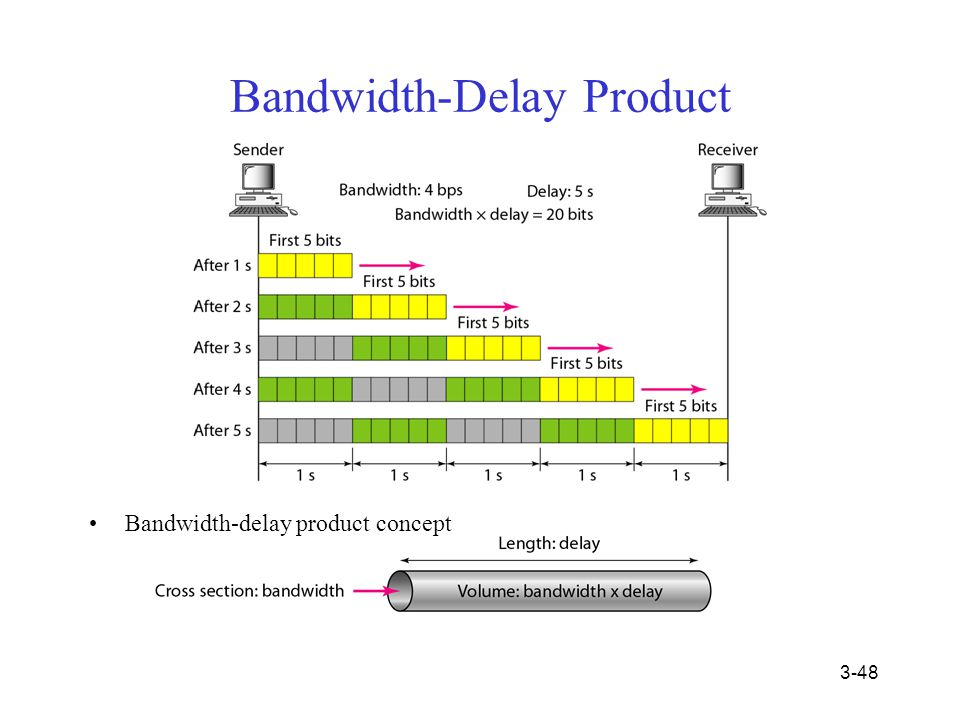 Bandwidth-Delay Product
Sender
Receiver
Bandwidth: 4 bps
Delay: 5 s
Bandwidth × delay = 20 bits
First 5 bits
After 1 s
First 5 bits
After 2 s
First 5 bits
After 3 s
First 5 bits
After 4 s
First 5 bits
After 5 s
1 s 1 s 1 s 1 s 1 s
• Bandwidth-delay product concept
Length: delay
Cross section: bandwidth
Volume: bandwidth x delay
3-48